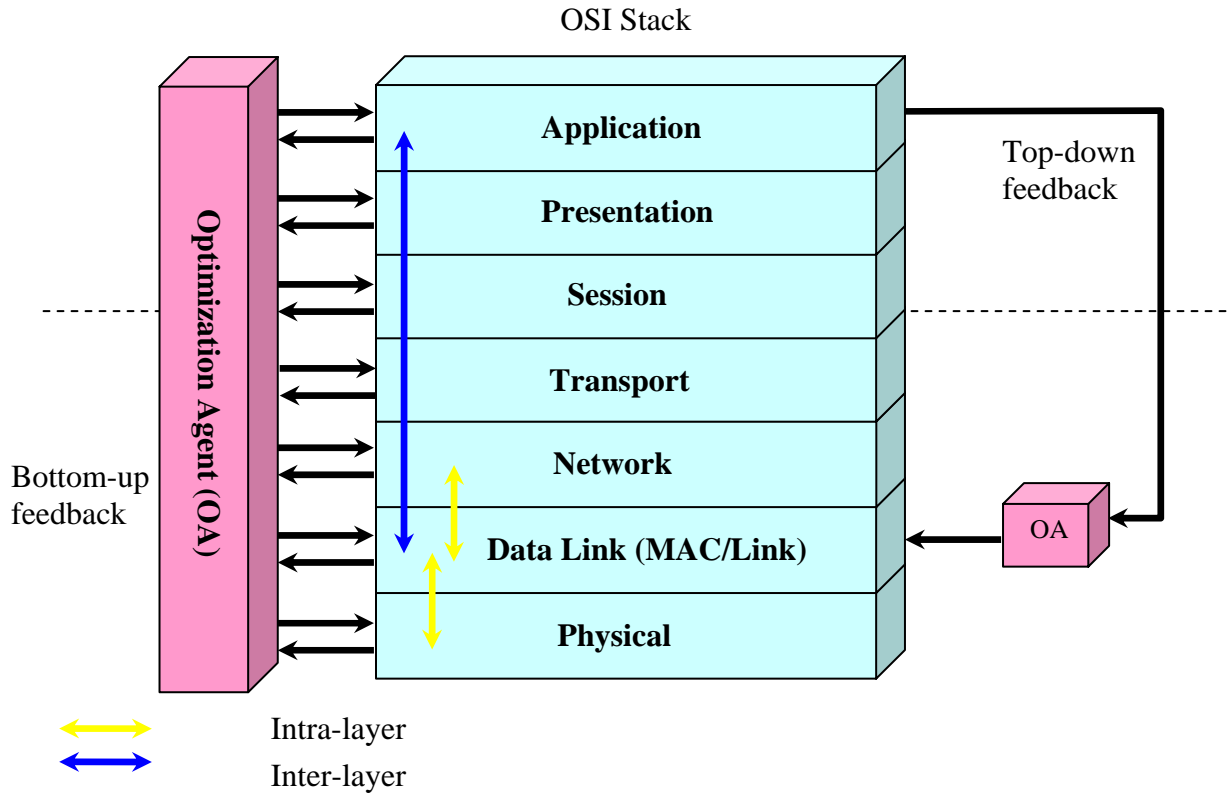 OSI Stack
Application
Top-down
feedback
Presentation
Optimization Agent (OA)
Session
Transport
Network
Bottom-up
feedback
Data Link (MAC/Link)
OA
Physical
Intra-layer
Inter-layer